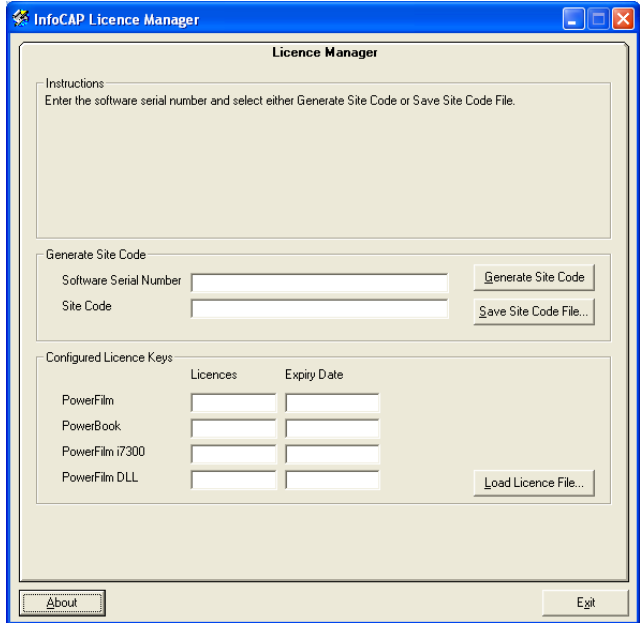 InfoCAP Licence Manager
Licence Manager
Instructions
Enter the software serial number and select either Generate Site Code or Save Site Code File.
Generate Site Code
Software Serial Number
Generate Site Code
Site Code
Save Site Code File...
Configured Licence Keys
Licences Expiry Date
PowerFilm
PowerBook
PowerFilm i7300
PowerFilm DLL
Load Licence File...
About
Exit